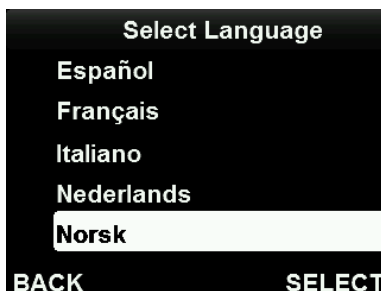 Select Language
Español
Français
Italiano
Nederlands
Norsk
BACK SELECT